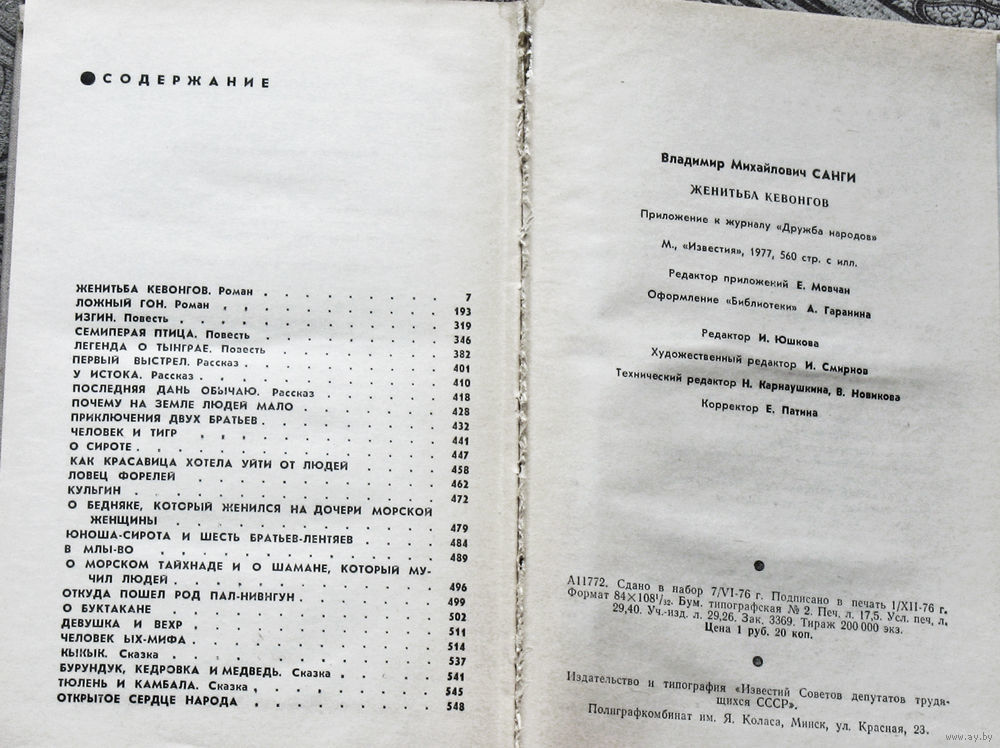 ● СОДЕРЖАНИЕ
ЖЕНИТЬБА КЕВОНГОВ. Роман . . . . . . . . . 7
ЛОЖНЫЙ ГОН. Роман . . . . . . . . . . 193
ИЗГИН. Повесть . . . . . . . . . . . 319
СЕМИПЕРАЯ ПТИЦА. Повесть . . . . . . . . 346
ЛЕГЕНДА О ТЫНГРАЕ. Повесть . . . . . . . . 382
ПЕРВЫЙ ВЫСТРЕЛ. Рассказ . . . . . . . . . 401
У ИСТОКА. Рассказ . . . . . . . . . . 410
ПОСЛЕДНЯЯ ДАНЬ ОБЫЧАЮ. Рассказ . . . . . . 418
ПОЧЕМУ НА ЗЕМЛЕ ЛЮДЕЙ МАЛО . . . . . . . 428
ПРИКЛЮЧЕНИЯ ДВУХ БРАТЬЕВ . . . . . . . . 432
ЧЕЛОВЕК И ТИГР . . . . . . . . . . . 441
О СИРОТЕ . . . . . . . . . . . . . 447
КАК КРАСАВИЦА ХОТЕЛА УЙТИ ОТ ЛЮДЕЙ . . . . 458
ЛОВЕЦ ФОРЕЛЕЙ . . . . . . . . . . . 462
КУЛЬГИН . . . . . . . . . . . . . 472
О БЕДНЯКЕ, КОТОРЫЙ ЖЕНИЛСЯ НА ДОЧЕРИ МОРСКОЙ
ЖЕНЩИНЫ . . . . . . . . . . . . 479
ЮНОША-СИРОТА И ШЕСТЬ БРАТЬЕВ-ЛЕНТЯЕВ . . . . 484
В МЛЫ-ВО . . . . . . . . . . . . . 489
О МОРСКОМ ТАЙХНАДЕ И О ШАМАНЕ, КОТОРЫЙ МУ-
ЧИЛ ЛЮДЕЙ . . . . . . . . . . . . 496
ОТКУДА ПОШЕЛ РОД ПАЛ-НИВНГУН . . . . . . . 499
О БУКТАКАНЕ . . . . . . . . . . . . 502
ДЕВУШКА И ВЕХР . . . . . . . . . . . 511
ЧЕЛОВЕК ЫХ-МИФА . . . . . . . . . . . 514
КЫКЫК. Сказка . . . . . . . . . . . . 537
БУРУНДУК, КЕДРОВКА И МЕДВЕДЬ. Сказка . . . . . 541
ТЮЛЕНЬ И КАМБАЛА. Сказка . . . . . . . . . 545
ОТКРЫТОЕ СЕРДЦЕ НАРОДА . . . . . . . . . 548
Владимир Михайлович САНГИ
ЖЕНИТЬБА КЕВОНГОВ
Приложение к журналу «Дружба народов»
М., «Известия», 1977, 560 стр. с илл.
Редактор приложений Е. Мовчан
Оформление «Библиотеки» А. Гаранина
Редактор И. Юшкова
Художественный редактор И. Смирнов
Технический редактор Н. Карнаушкина, В. Новикова
Корректор Е. Патина
А11772. Сдано в набор 7/VI-76 г. Подписано в печать 1/XII-76 г.
Формат 84×108¹/₃₂. Бум. типографская № 2. Печ. л. 17,5. Усл. печ. л.
29,40. Уч.-изд. л. 29,26. Зак. 3369. Тираж 200 000 экз.
Цена 1 руб. 20 коп.
Издательство и типография «Известий Советов депутатов трудя-
щихся СССР».
Полиграфкомбинат им. Я. Коласа, Минск, ул. Красная, 23.
www.ay.by